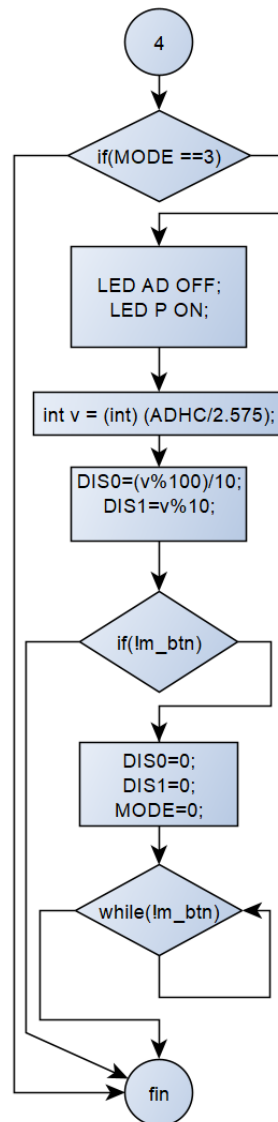 4
if(MODE ==3)
LED AD OFF;
LED P ON;
int v = (int) (ADHC/2.575);
DIS0=(v%100)/10;
DIS1=v%10;
if(!m_btn)
DIS0=0;
DIS1=0;
MODE=0;
while(!m_btn)
fin